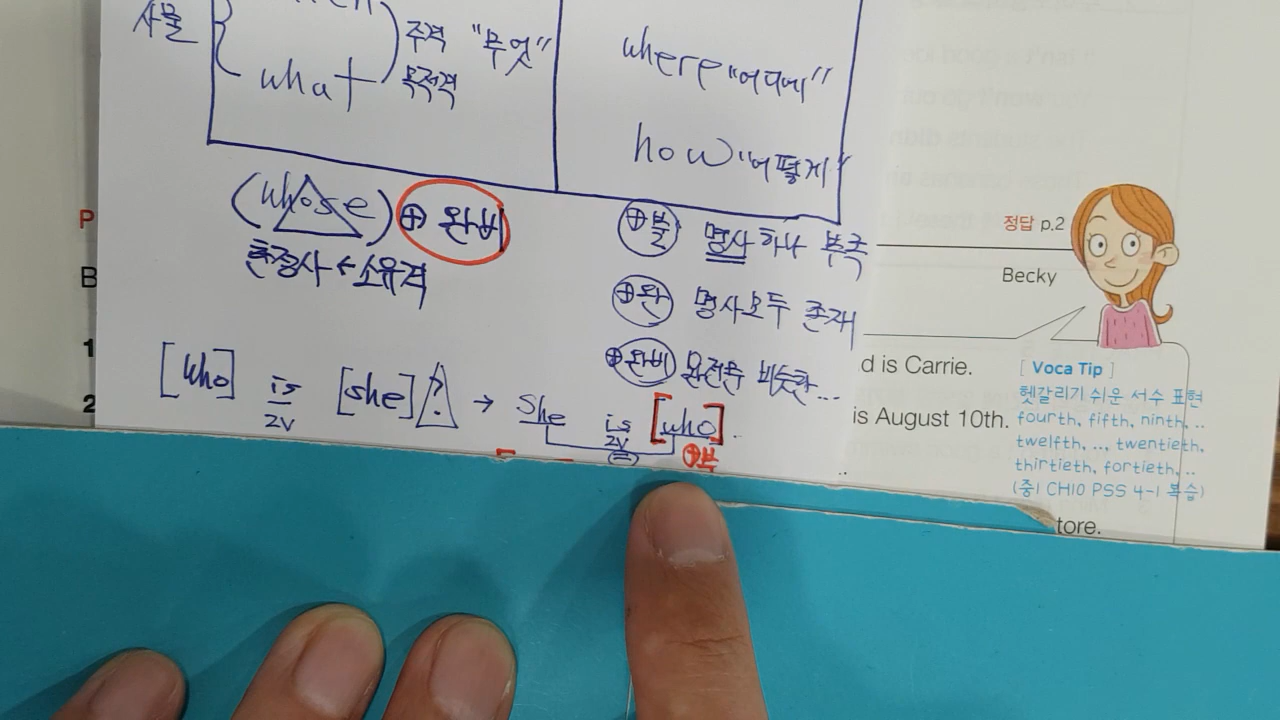 사물
what
주격 "무엇"
목적격
where "어디에"
how "어떻게"
(whose) ⊕ 완비
한정사 ← 소유격
⊕불 명사 하나 부족
⊕완 명사 모두 존재
⊕완비 완전은 비슷한...
[who] is [she]? → She is [who].
2V 2V
=
⊕불
P
B
1
2
정답 p.2
Becky
d is Carrie.
is August 10th.
tore.
[ Voca Tip ]
헷갈리기 쉬운 서수 표현
fourth, fifth, ninth, ..
twelfth, .., twentieth,
thirtieth, fortieth, ..
(중1 CH10 PSS 4-1 복습)